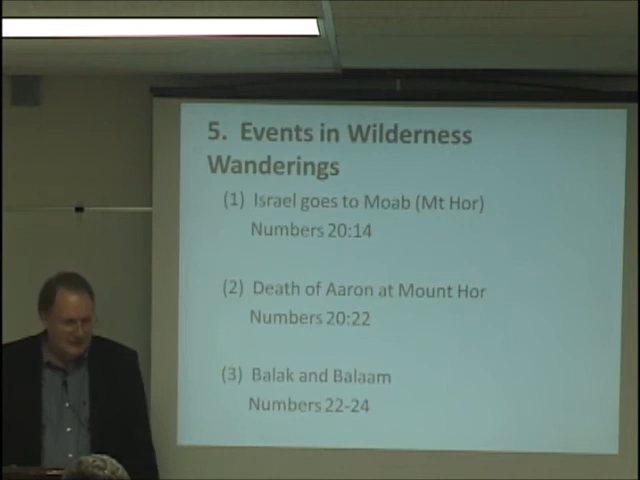 5. Events in Wilderness
Wanderings
(1) Israel goes to Moab (Mt Hor)
Numbers 20:14
(2) Death of Aaron at Mount Hor
Numbers 20:22
(3) Balak and Balaam
Numbers 22-24